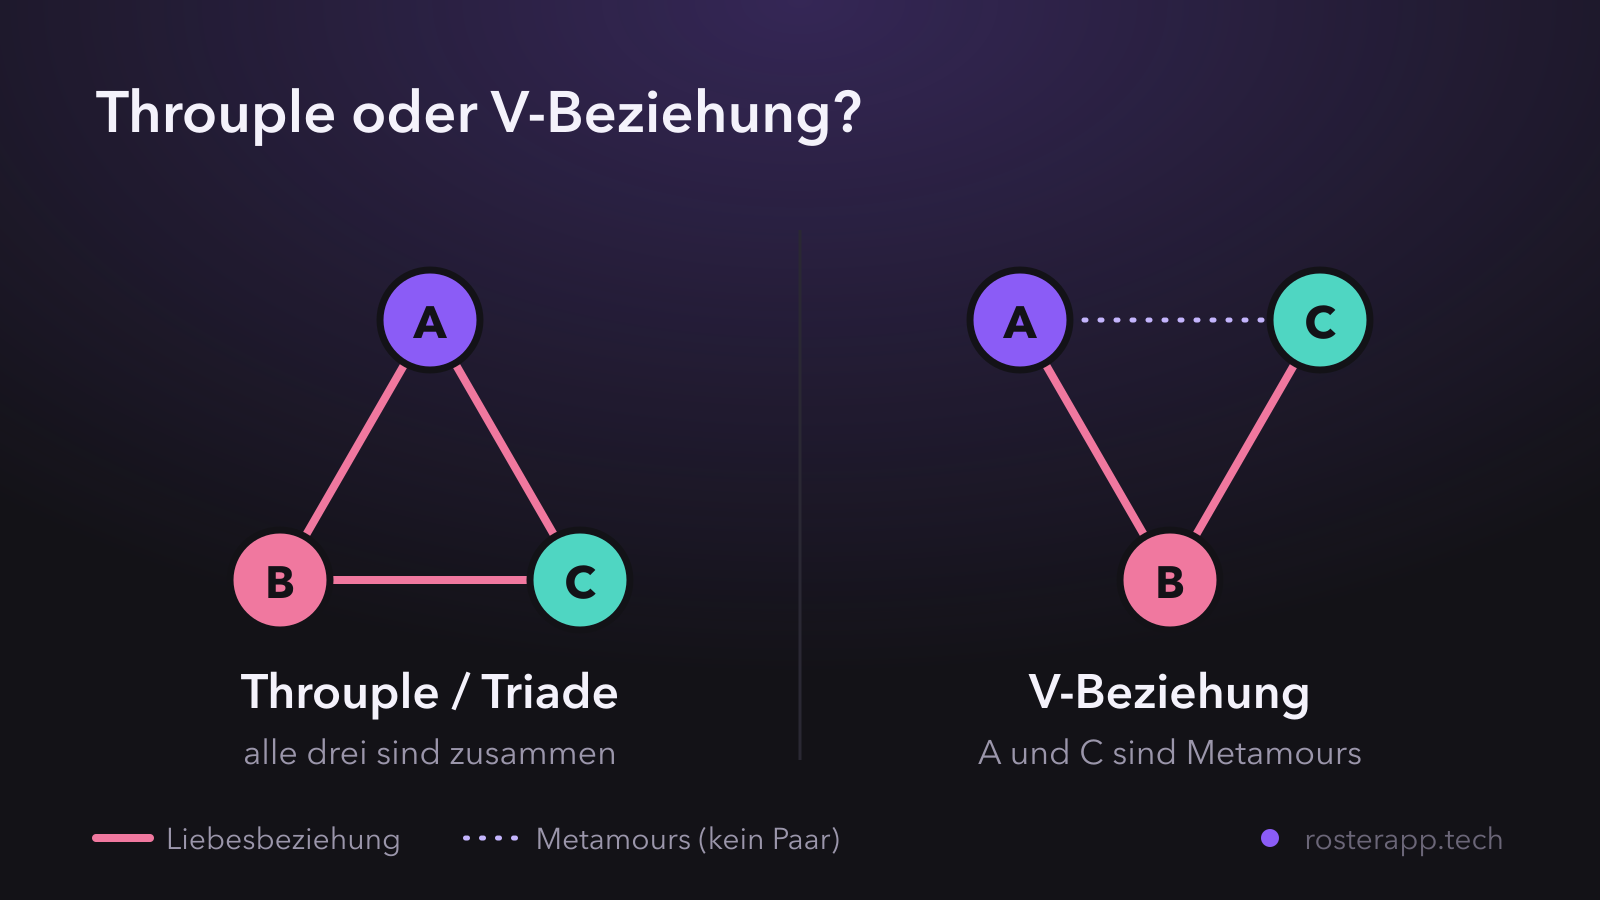 Throuple oder V-Beziehung?
A
B
C
Throuple / Triade
alle drei sind zusammen
A
C
B
V-Beziehung
A und C sind Metamours
Liebesbeziehung
Metamours (kein Paar)
rosterapp.tech